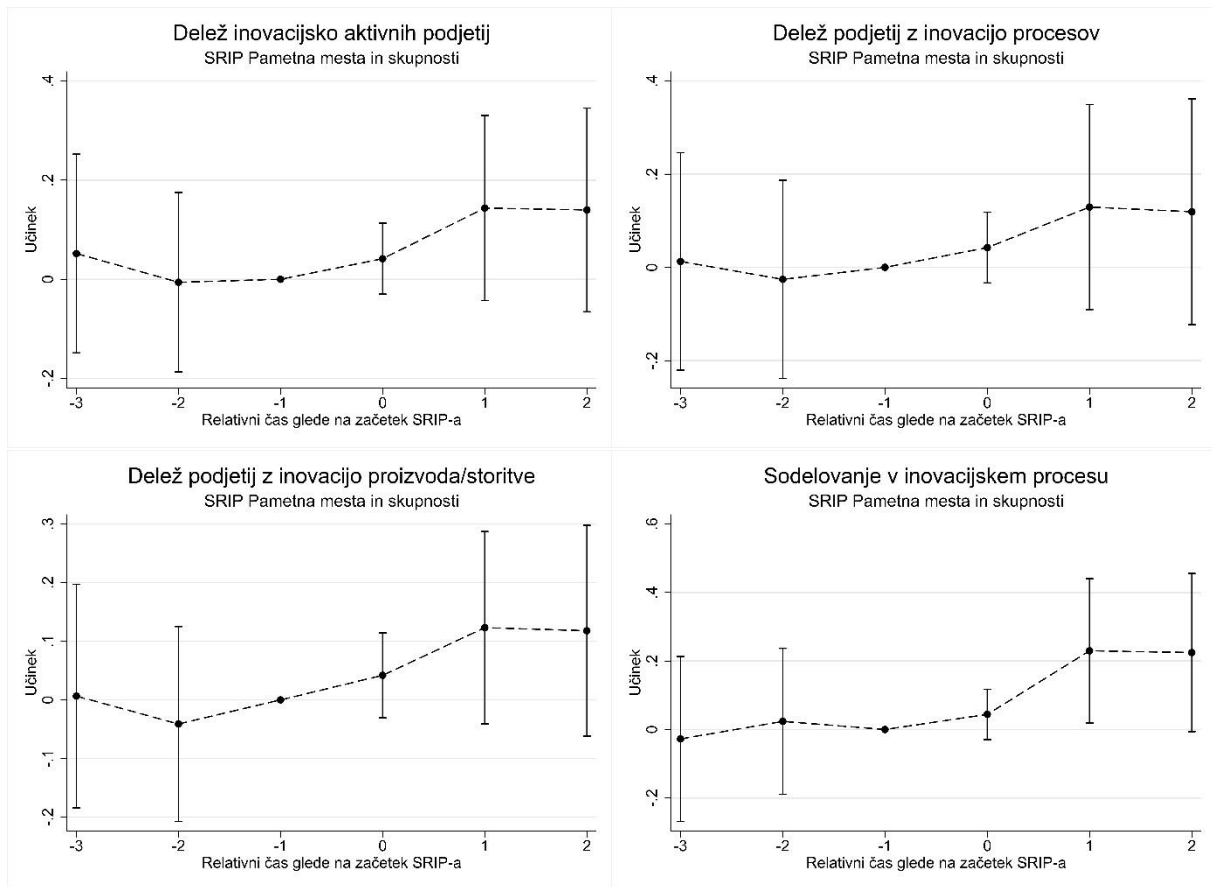 Delež inovacijsko aktivnih podjetij
SRIP Pametna mesta in skupnosti
.4
.2
0
-.2
Učinek
-3 -2 -1 0 1 2
Relativni čas glede na začetek SRIP-a
Delež podjetij z inovacijo procesov
SRIP Pametna mesta in skupnosti
.4
.2
0
-.2
Učinek
-3 -2 -1 0 1 2
Relativni čas glede na začetek SRIP-a
Delež podjetij z inovacijo proizvoda/storitve
SRIP Pametna mesta in skupnosti
.3
.2
.1
0
-.1
-.2
Učinek
-3 -2 -1 0 1 2
Relativni čas glede na začetek SRIP-a
Sodelovanje v inovacijskem procesu
SRIP Pametna mesta in skupnosti
.6
.4
.2
0
-.2
Učinek
-3 -2 -1 0 1 2
Relativni čas glede na začetek SRIP-a